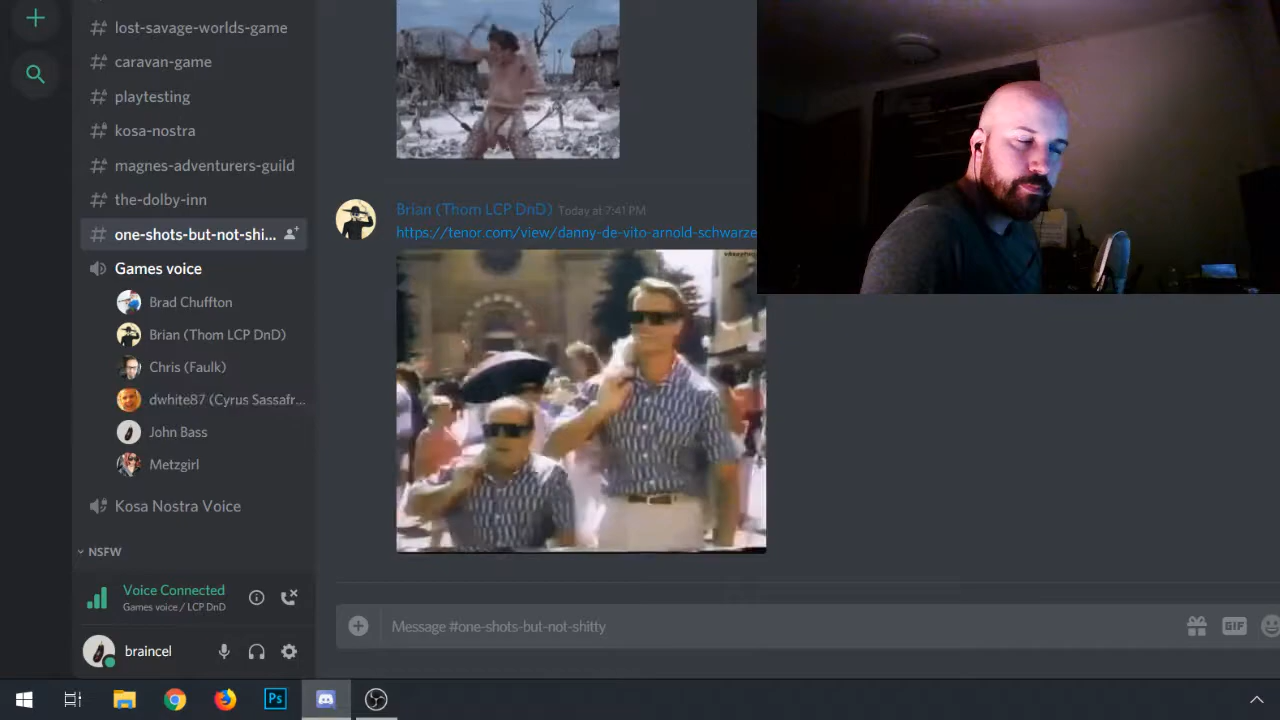 lost-savage-worlds-game
caravan-game
playtesting
kosa-nostra
magnes-adventurers-guild
the-dolby-inn
one-shots-but-not-shi...
Games voice
Brad Chuffton
Brian (Thom LCP DnD)
Chris (Faulk)
dwhite87 (Cyrus Sassafr...
John Bass
Metzgirl
Kosa Nostra Voice
NSFW
Voice Connected
Games voice / LCP DnD
braincel
Brian (Thom LCP DnD) Today at 7:41 PM
https://tenor.com/view/danny-de-vito-arnold-schwarze
Message #one-shots-but-not-shitty
GIF
Ps